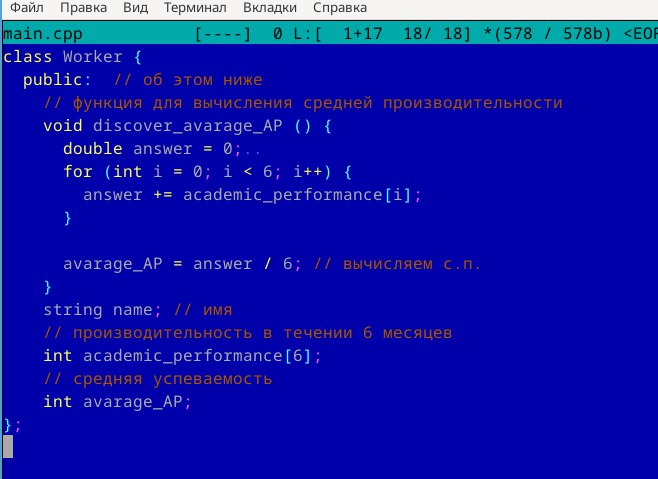 Файл Правка Вид Терминал Вкладки Справка
main.cpp [----] 0 L:[ 1+17 18/ 18] *(578 / 578b) <EOF
class Worker {
public: // об этом ниже
// функция для вычисления средней производительности
void discover_avarage_AP () {
double answer = 0;..
for (int i = 0; i < 6; i++) {
answer += academic_performance[i];
}
avarage_AP = answer / 6; // вычисляем с.п.
}
string name; // имя
// производительность в течении 6 месяцев
int academic_performance[6];
// средняя успеваемость
int avarage_AP;
};